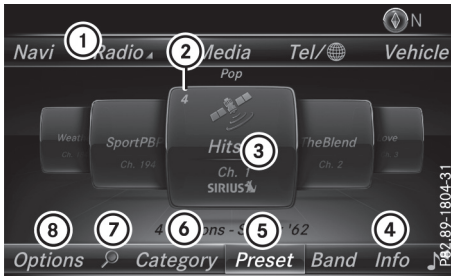 N
1 2
Navi Radio Media Tel/ Vehicle
Pop
4
Hits
Ch. 1
SIRIUS
3
SportPBP
Ch. 194
TheBlend
Ch. 2
8 7 6 5 4
Options Category Preset Band Info
P82.89-1804-31